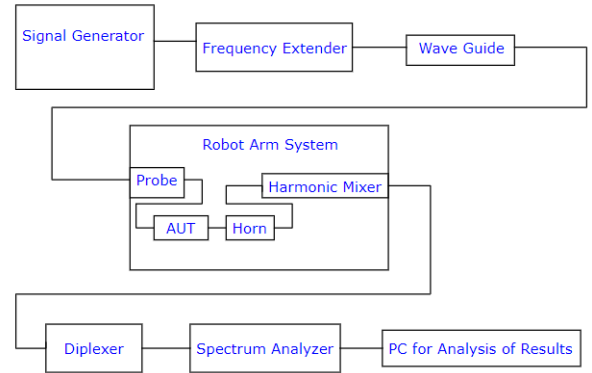 Signal Generator
Frequency Extender
Wave Guide
Robot Arm System
Probe
Harmonic Mixer
AUT
Horn
Diplexer
Spectrum Analyzer
PC for Analysis of Results